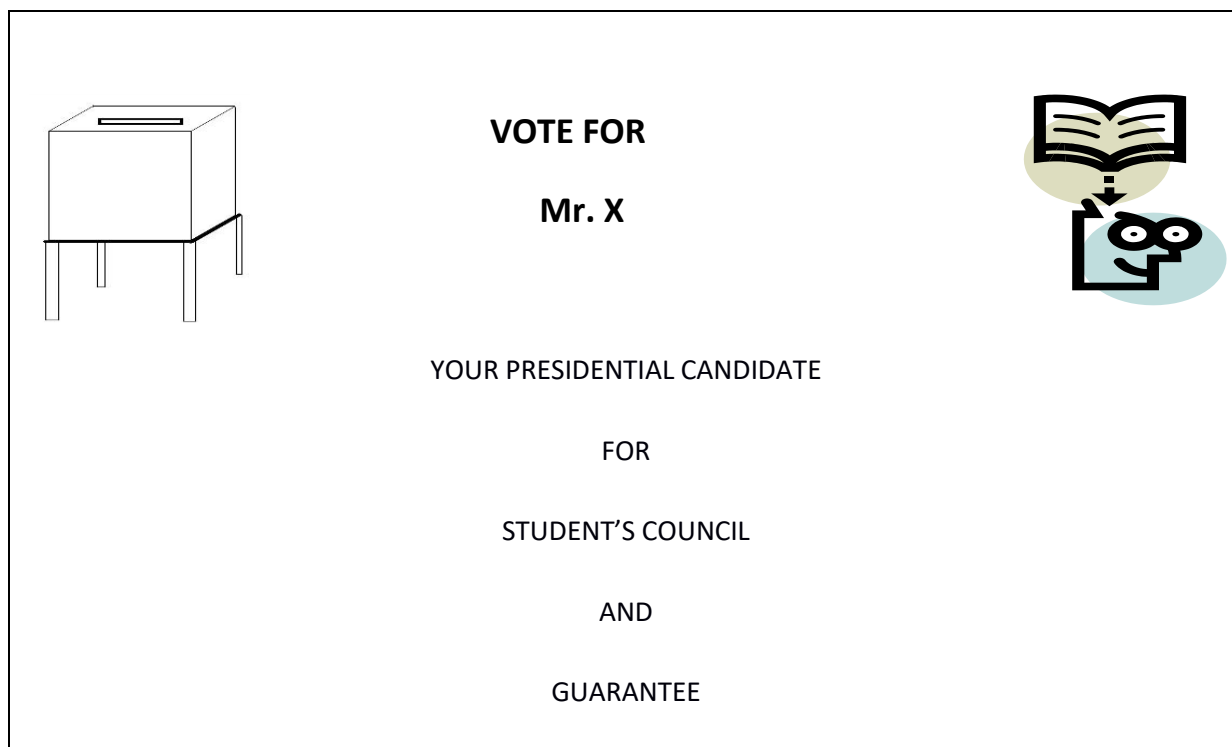 VOTE FOR
Mr. X
YOUR PRESIDENTIAL CANDIDATE
FOR
STUDENT’S COUNCIL
AND
GUARANTEE